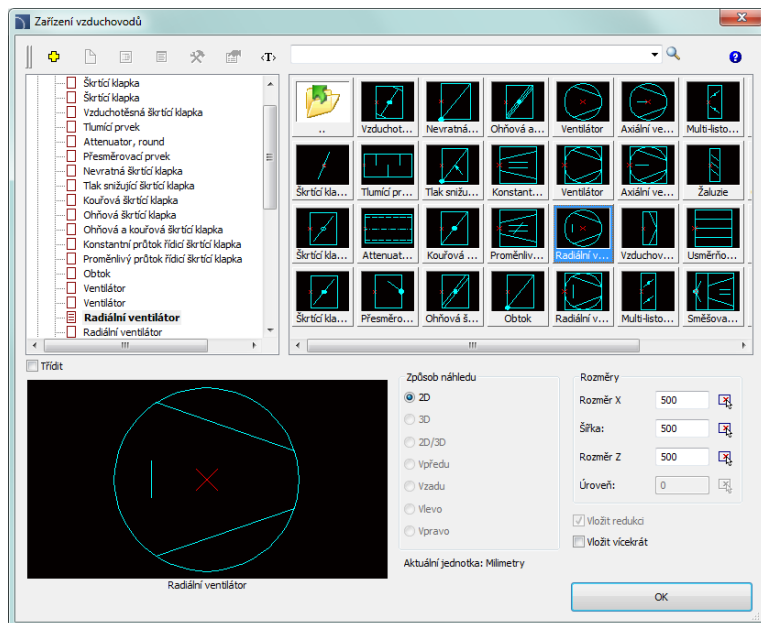 Zařízení vzduchovodů
‹T›
Škrtící klapka
Škrtící klapka
Vzduchotěsná škrtící klapka
Tlumící prvek
Attenuator, round
Přesměrovací prvek
Nevratná škrtící klapka
Tlak snižující škrtící klapka
Kouřová škrtící klapka
Ohňová škrtící klapka
Ohňová a kouřová škrtící klapka
Konstantní průtok řídicí škrtící klapka
Proměnlivý průtok řídicí škrtící klapka
Obtok
Ventilátor
Ventilátor
Radiální ventilátor
Radiální ventilátor
.. Vzduchot... Nevratná... Ohňová a... Ventilátor Axiální ve... Multi-listo...
Škrtící kla... Tlumící pr... Tlak snižu... Konstant... Ventilátor Axiální ve... Žaluzie
Škrtící kla... Attenuat... Kouřová ... Proměnliv... Radiální v... Vzduchov... Usměrňo...
Škrtící kla... Přesměro... Ohňová š... Obtok Radiální v... Multi-listo... Směšova...
Třídit
Radiální ventilátor
Způsob náhledu
2D
3D
2D/3D
Vpředu
Vzadu
Vlevo
Vpravo
Aktuální jednotka: Milimetry
Rozměry
Rozměr X 500
Šířka: 500
Rozměr Z 500
Úroveň: 0
Vložit redukci
Vložit vícekrát
OK